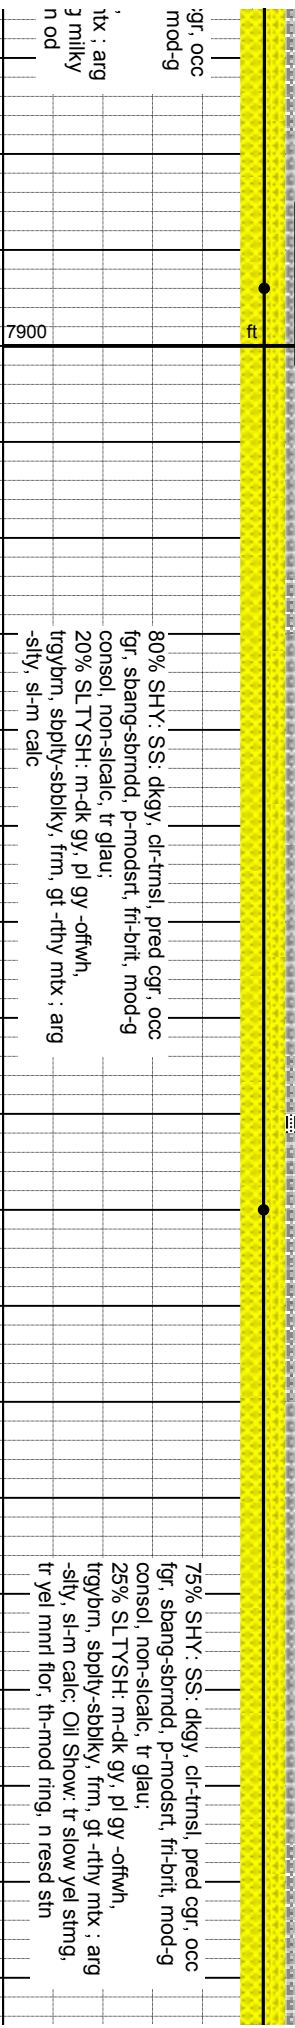 gr, occ
mod-g
mtx ; arg
milky
n od
7900
ft
80% SHY: SS: dkgy, clr-trnsl, pred cgr, occ
fgr, sbang-sbrndd, p-modsrt, fri-brit, mod-g
consol, non-slcalc, tr glau;
20% SLTYSH: m-dk gy, pl gy -offwh,
trgybrn, sbplty-sbblky, frm, gt -rthy mtx ; arg
-slty, sl-m calc
75% SHY: SS: dkgy, clr-trnsl, pred cgr, occ
fgr, sbang-sbrndd, p-modsrt, fri-brit, mod-g
consol, non-slcalc, tr glau;
25% SLTYSH: m-dk gy, pl gy -offwh,
trgybrn, sbplty-sbblky, frm, gt -rthy mtx ; arg
-slty, sl-m calc; Oil Show: tr slow yel stmg,
tr yel mnrl flor, th-mod ring, n resd stn